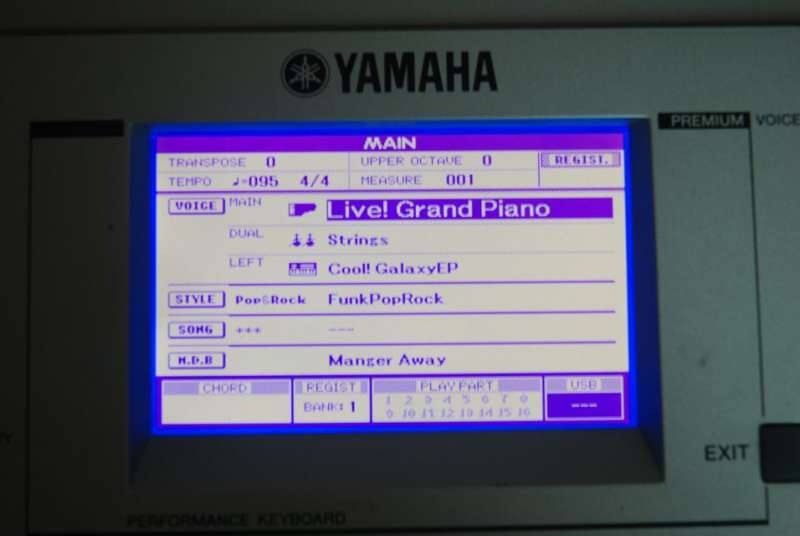 YAMAHA
PREMIUM VOICE
MAIN
TRANSPOSE 0 UPPER OCTAVE 0 REGIST.
TEMPO ♩=095 4/4 MEASURE 001
VOICE MAIN Live! Grand Piano
DUAL Strings
LEFT Cool! GalaxyEP
STYLE Pop&Rock FunkPopRock
SONG +++ ---
M.D.B Manger Away
CHORD REGIST PLAY PART USB
BANK: 1 1 2 3 4 5 6 7 8 ---
9 10 11 12 13 14 15 16
EXIT
PERFORMANCE KEYBOARD